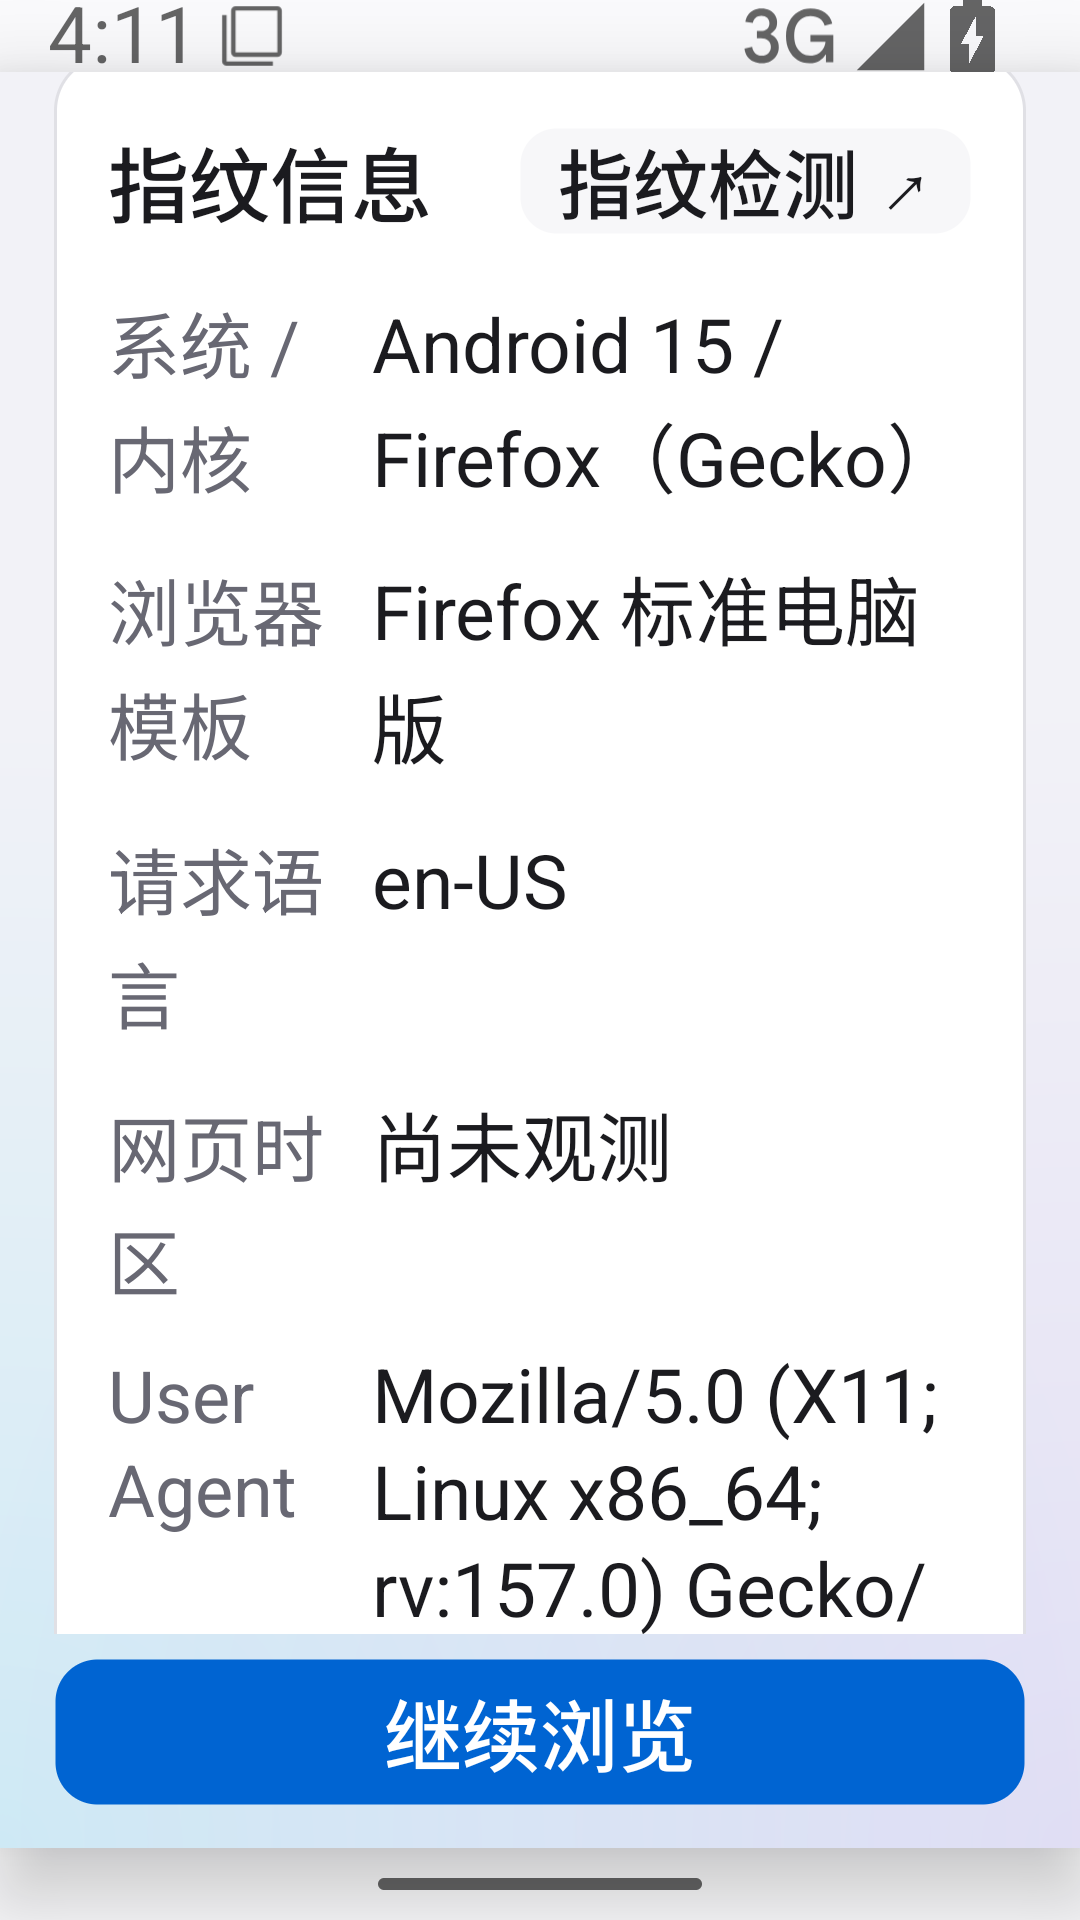 4:11 3G
指纹信息 指纹检测 ↗
系统 / Android 15 /
内核 Firefox（Gecko）
浏览器 Firefox 标准电脑
模板 版
请求语 en-US
言
网页时 尚未观测
区
User Mozilla/5.0 (X11;
Agent Linux x86_64;
rv:157.0) Gecko/
继续浏览